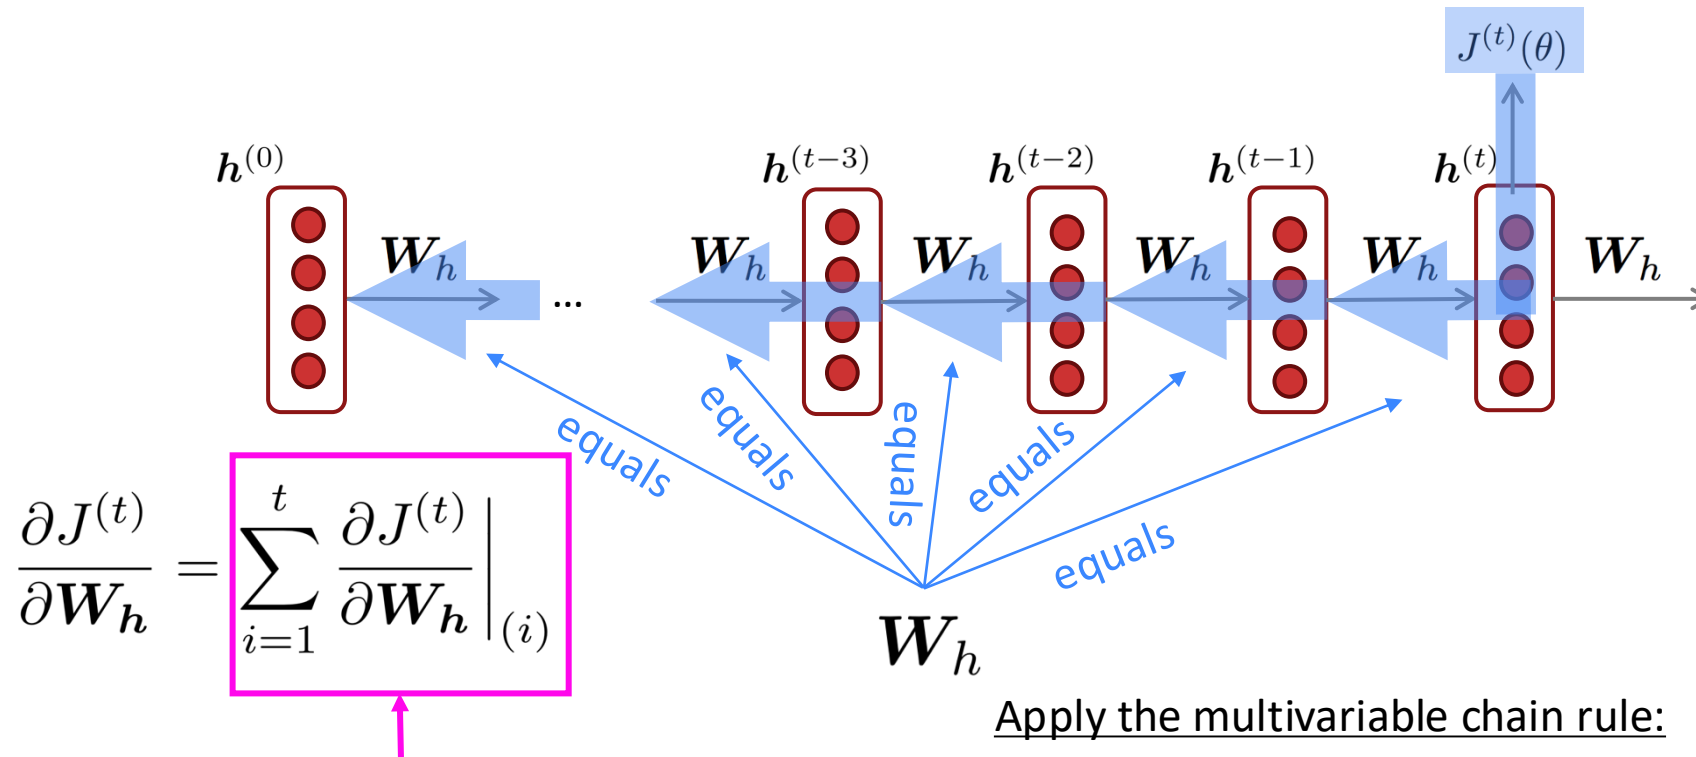 J^{(t)}(θ)
h^{(0)} h^{(t−3)} h^{(t−2)} h^{(t−1)} h^{(t)}
W_h ... W_h W_h W_h W_h W_h
equals equals equals equals equals
∂J^{(t)}/∂W_h = ∑_{i=1}^{t} ∂J^{(t)}/∂W_h |_{(i)}
W_h
Apply the multivariable chain rule: